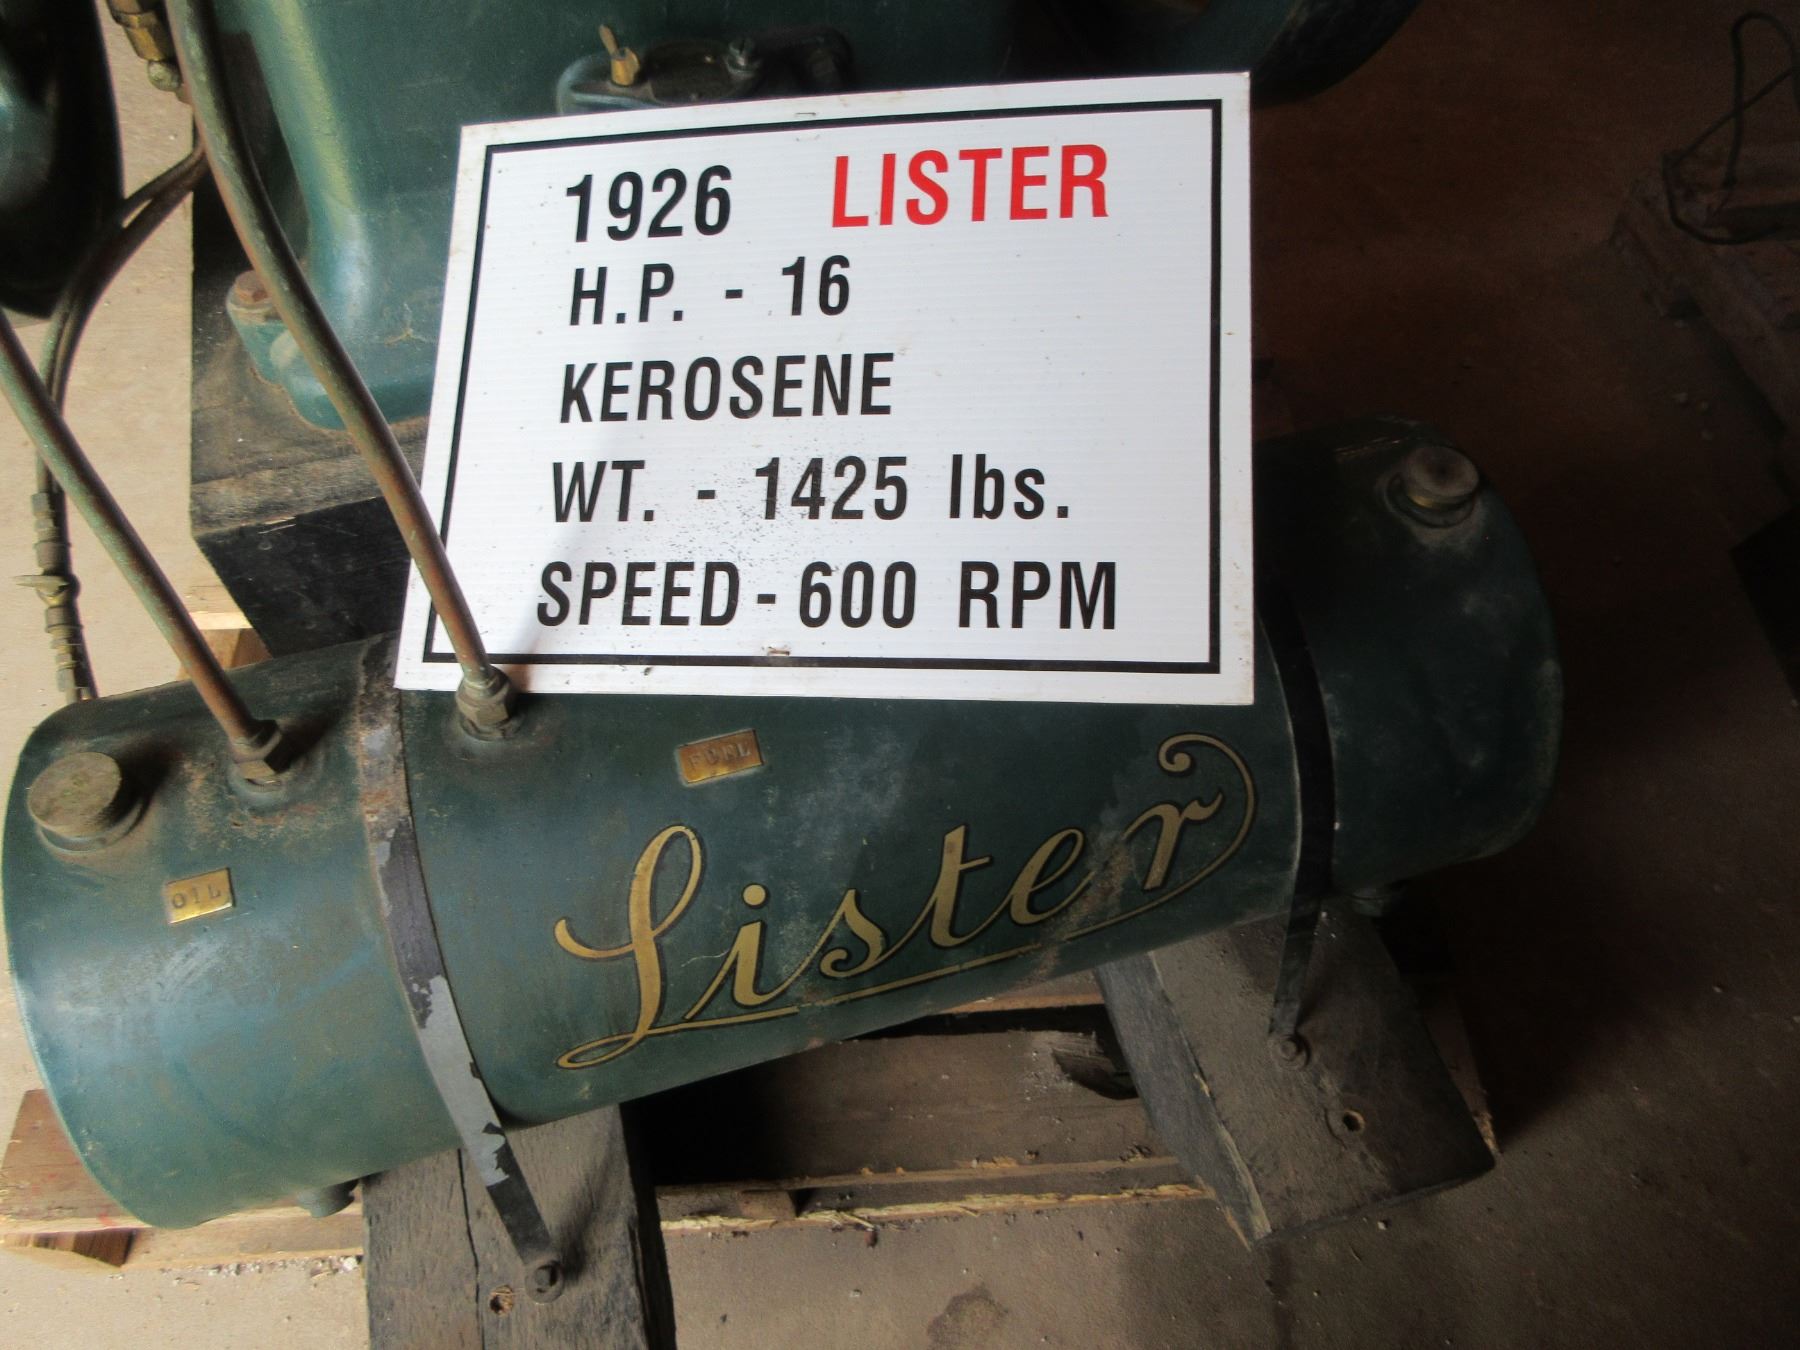 1926 LISTER
H.P. - 16
KEROSENE
WT. - 1425 lbs.
SPEED - 600 RPM
FUEL
OIL
Lister